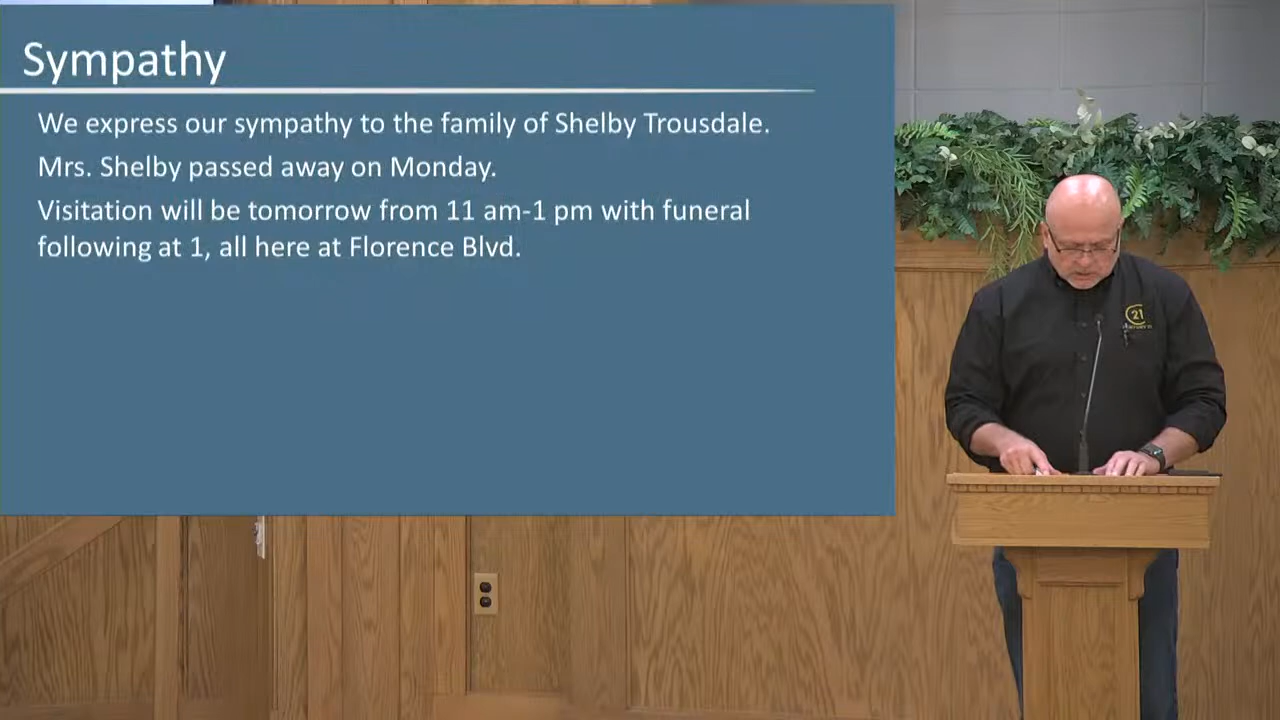 Sympathy
We express our sympathy to the family of Shelby Trousdale.
Mrs. Shelby passed away on Monday.
Visitation will be tomorrow from 11 am-1 pm with funeral
following at 1, all here at Florence Blvd.
21